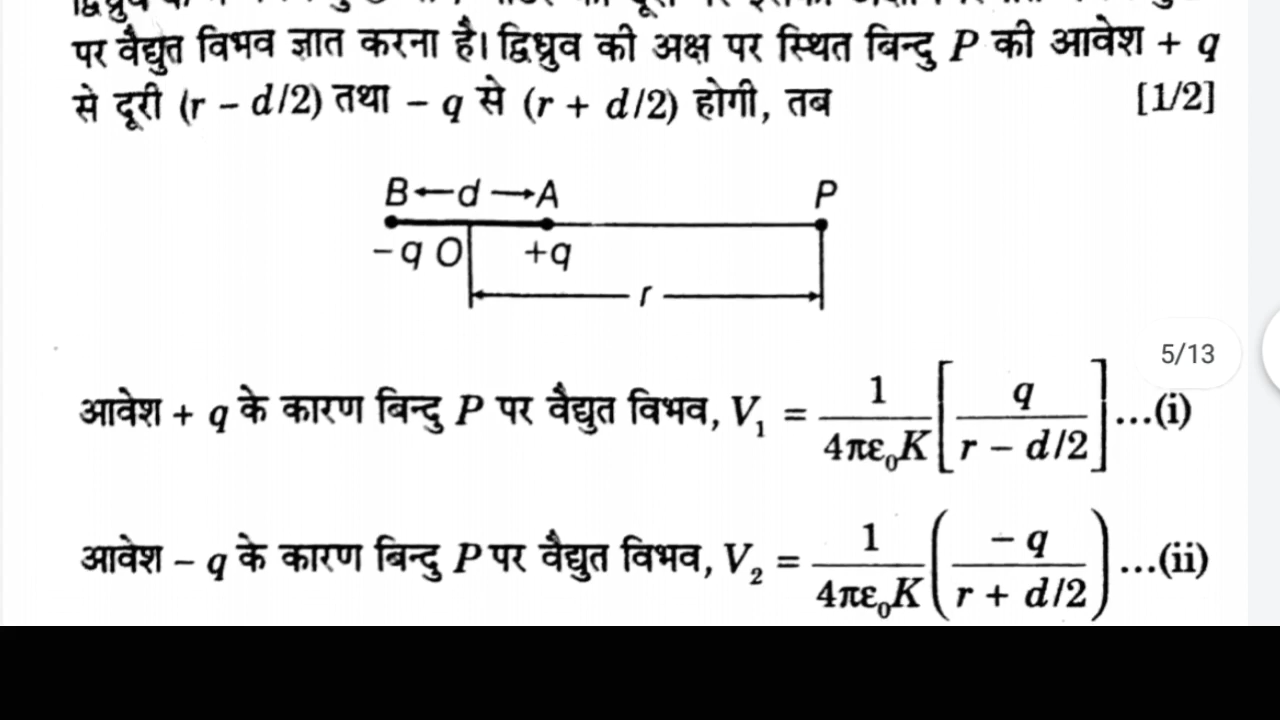 पर वैद्युत विभव ज्ञात करना है। द्विध्रुव की अक्ष पर स्थित बिन्दु P की आवेश + q
से दूरी (r – d/2) तथा – q से (r + d/2) होगी, तब [1/2]
B←d→A P
–q O +q
r
5/13
आवेश + q के कारण बिन्दु P पर वैद्युत विभव, V₁ = 1/4πε₀K [q/r – d/2] ...(i)
आवेश – q के कारण बिन्दु P पर वैद्युत विभव, V₂ = 1/4πε₀K (– q/r + d/2) ...(ii)